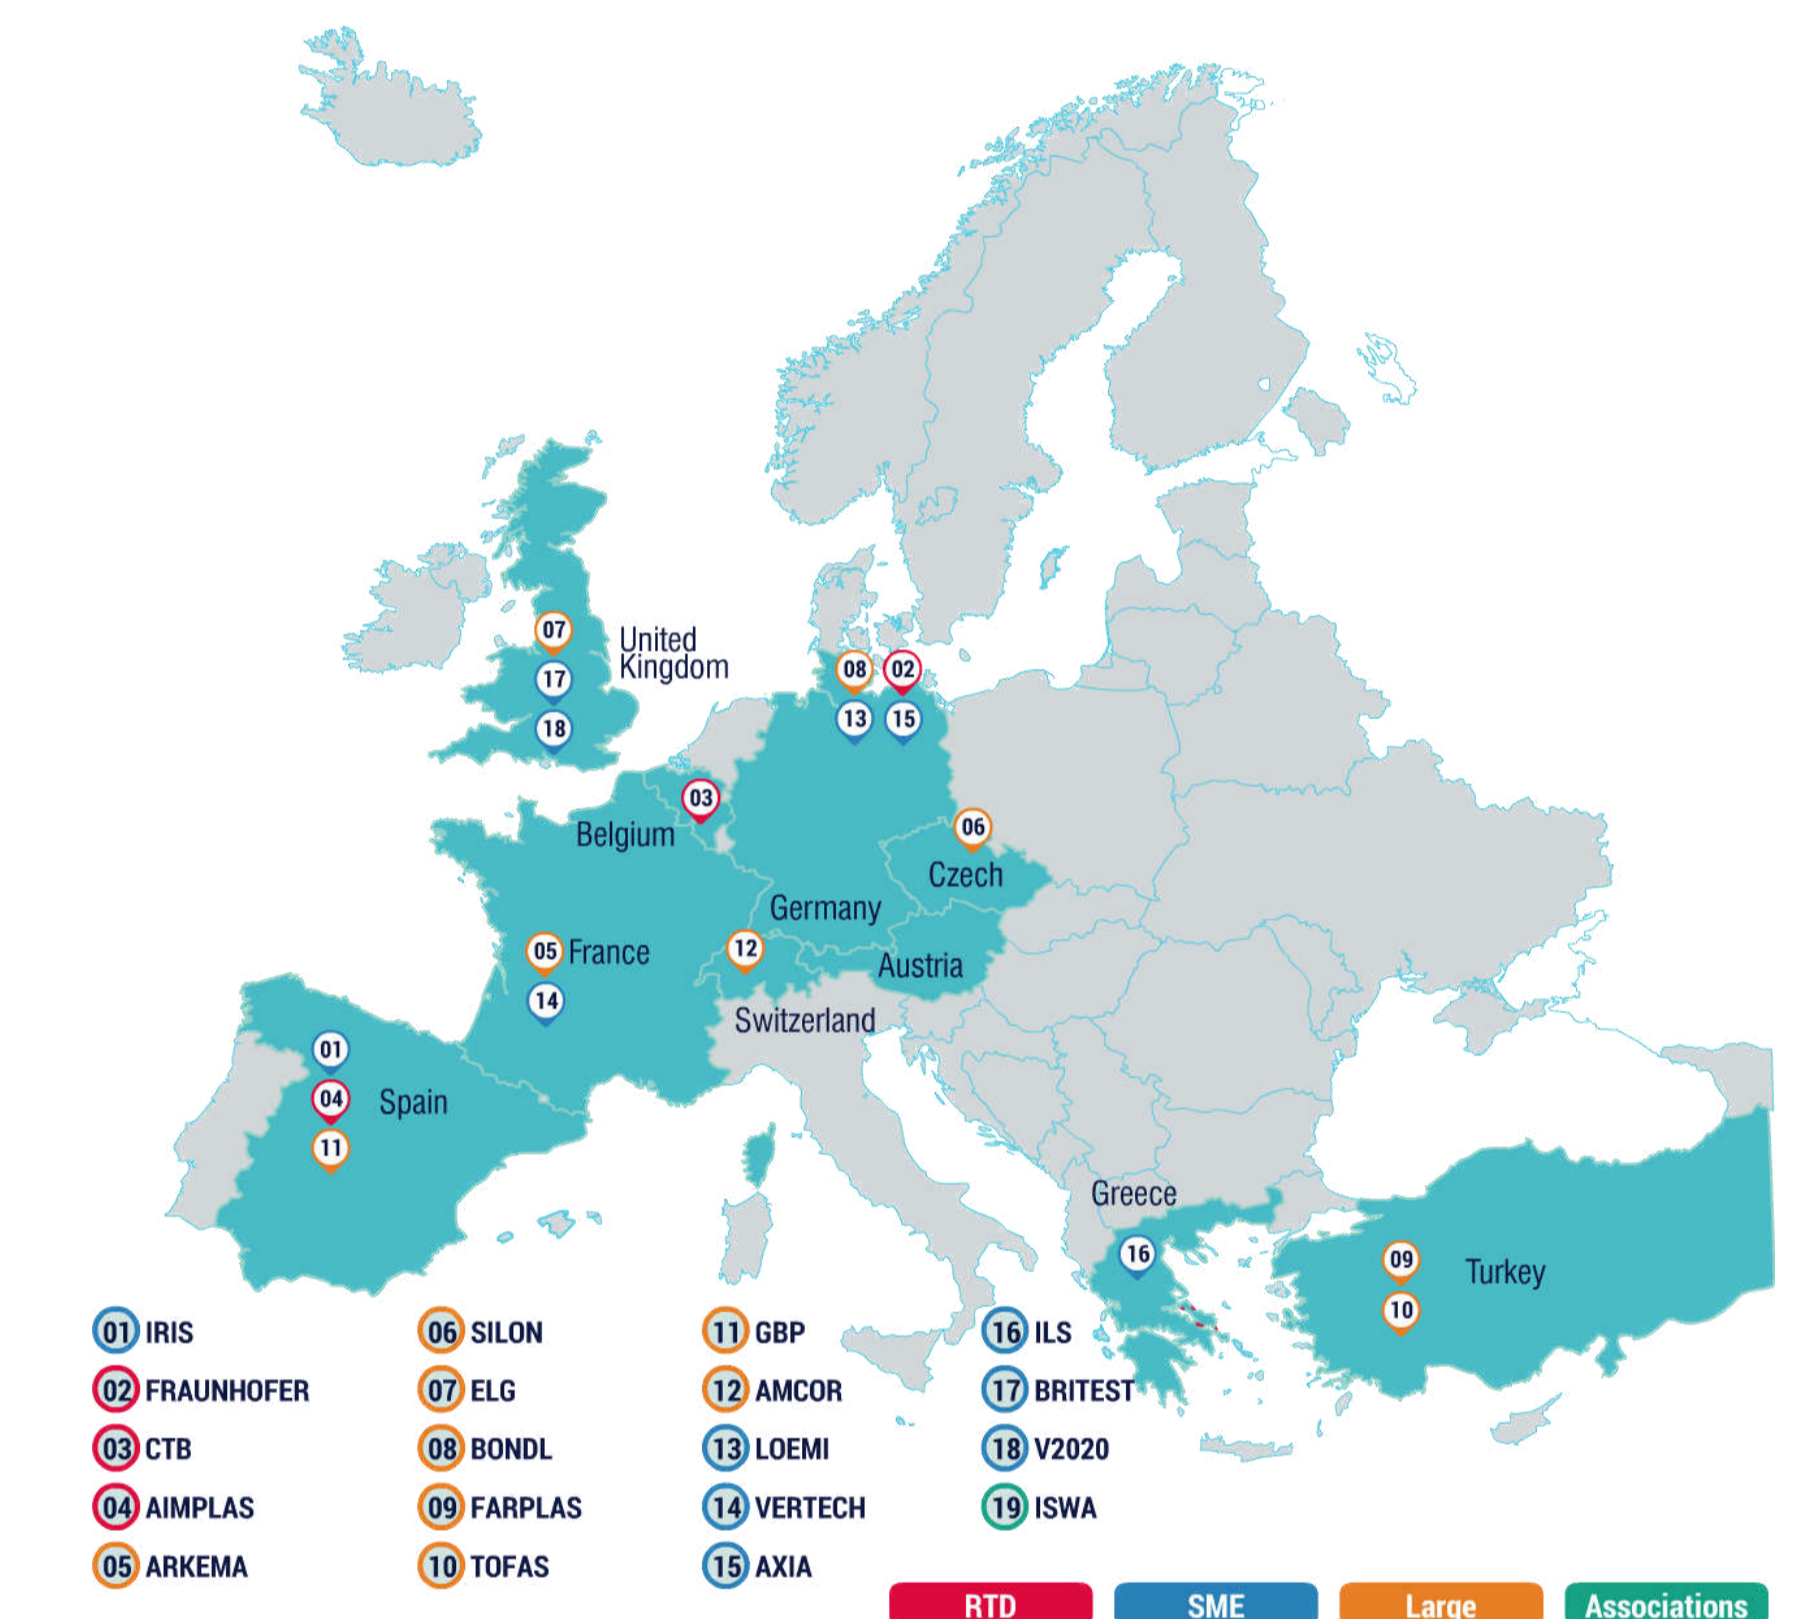 07
United
Kingdom
17
18
08
02
13
15
03
Belgium
06
Czech
Germany
05
France
12
Austria
14
Switzerland
01
04
Spain
11
Greece
16
09
Turkey
10
01 IRIS
02 FRAUNHOFER
03 CTB
04 AIMPLAS
05 ARKEMA
06 SILON
07 ELG
08 BONDL
09 FARPLAS
10 TOFAS
11 GBP
12 AMCOR
13 LOEMI
14 VERTECH
15 AXIA
16 ILS
17 BRITEST
18 V2020
19 ISWA
RTD
SME
Large
Associations